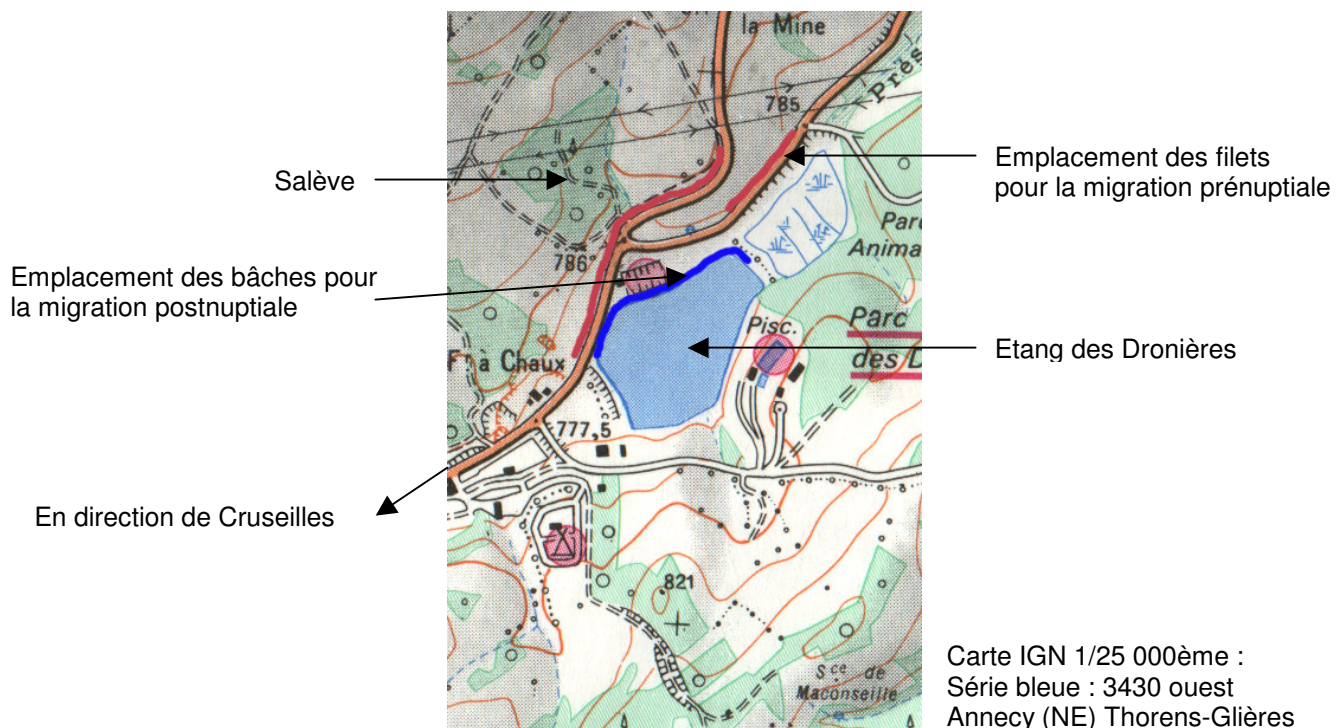 la Mine
785
Prés
Salève
Emplacement des filets
pour la migration prénuptiale
Parc
Anima
786
Emplacement des bâches pour
la migration postnuptiale
Pisc.
Parc
des D
Etang des Dronières
Fr à Chaux
777,5
En direction de Cruseilles
821
Sce de
Maconseille
Carte IGN 1/25 000ème :
Série bleue : 3430 ouest
Annecy (NE) Thorens-Glières